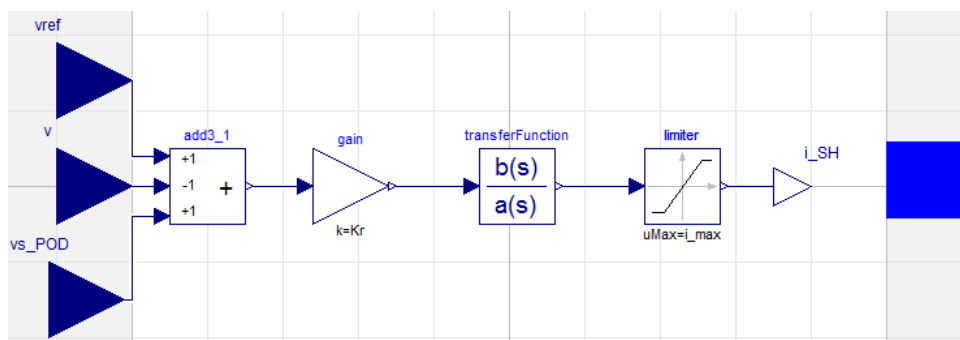 vref
v
vs_POD
add3_1
+1
-1
+1
+
gain
k=Kr
transferFunction
b(s)
a(s)
limiter
uMax=i_max
i_SH